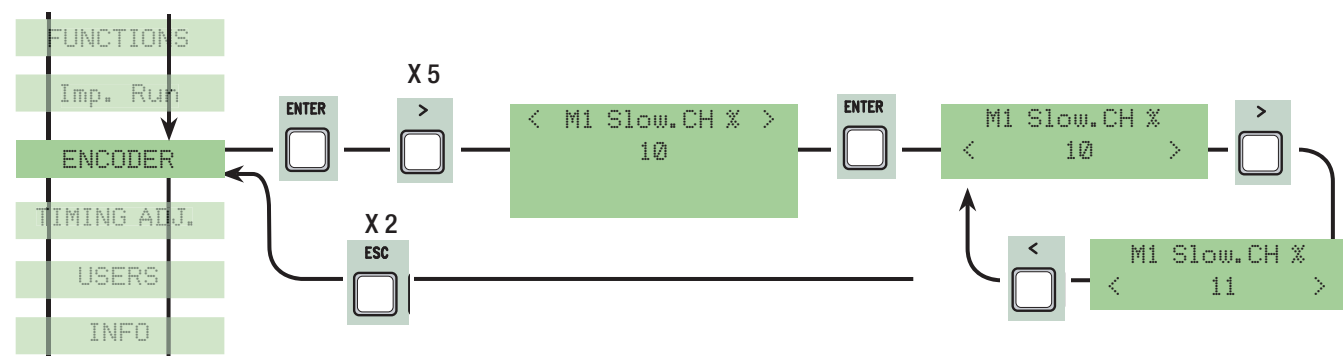 FUNCTIONS
Imp. Run
ENCODER
TIMING ADJ.
USERS
INFO
ENTER
X 5
>
< M1 Slow.CH % >
10
ENTER
M1 Slow.CH %
< 10 >
>
M1 Slow.CH %
< 11 >
<
X 2
ESC